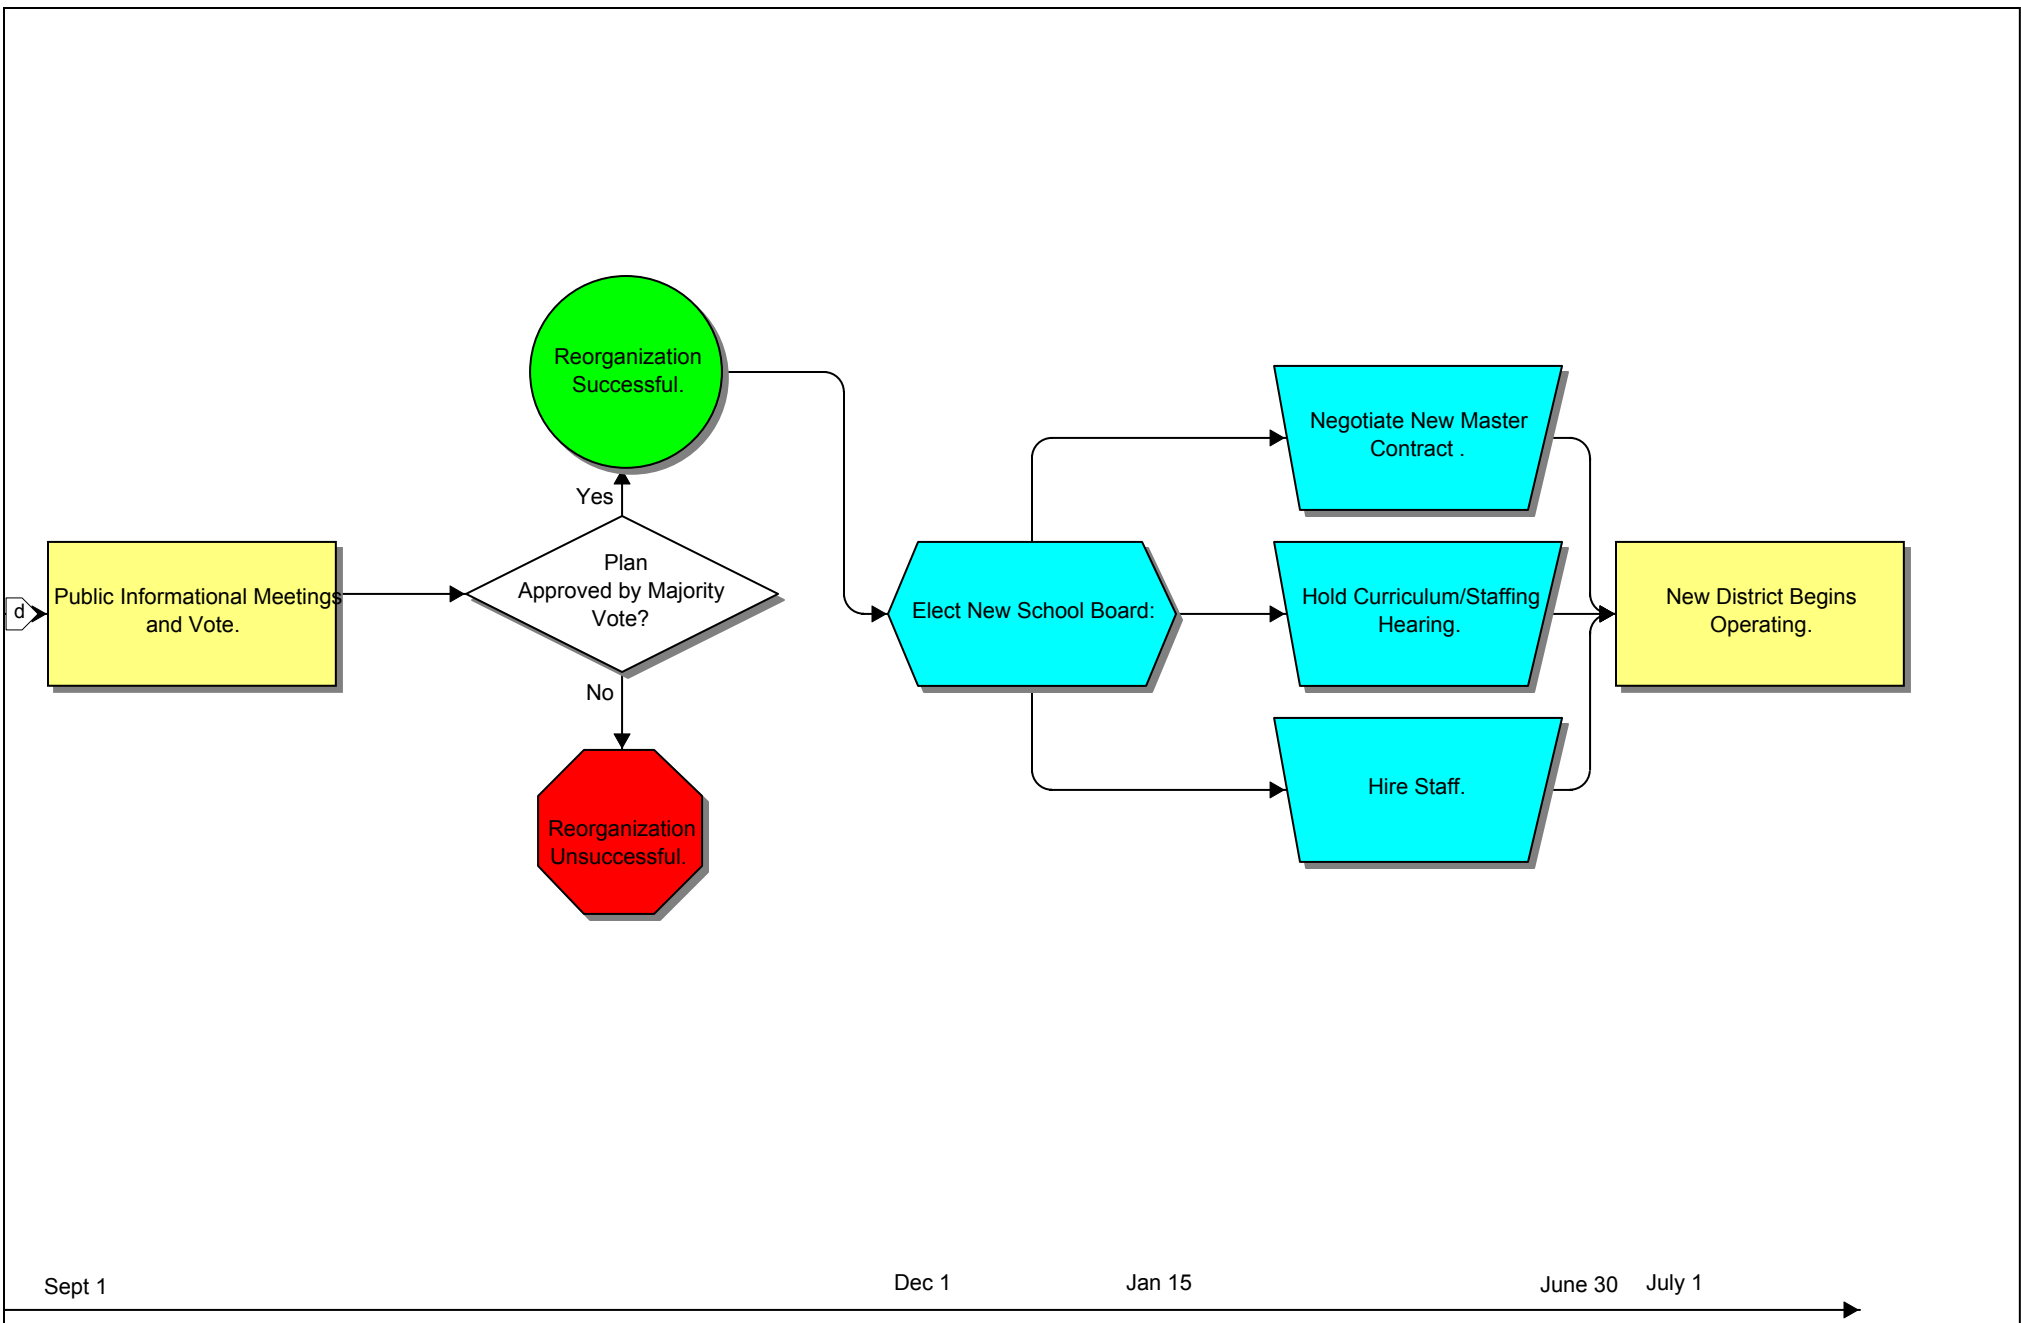 d
Public Informational Meetings
and Vote.
Plan
Approved by Majority
Vote?
Yes
Reorganization
Successful.
No
Reorganization
Unsuccessful.
Elect New School Board:
Negotiate New Master
Contract .
Hold Curriculum/Staffing
Hearing.
Hire Staff.
New District Begins
Operating.
Sept 1
Dec 1
Jan 15
June 30
July 1